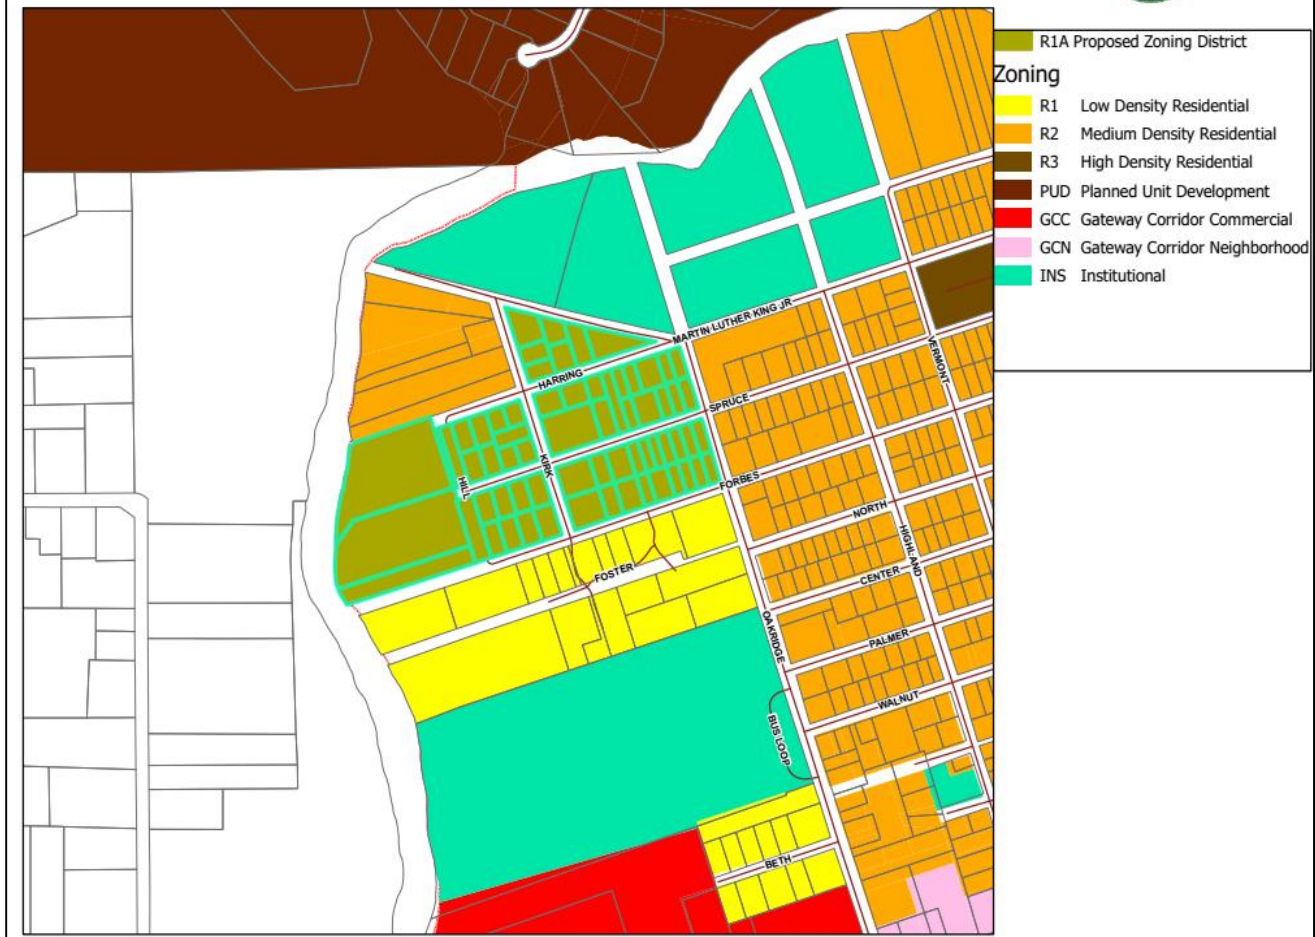 R1A Proposed Zoning District
Zoning
R1 Low Density Residential
R2 Medium Density Residential
R3 High Density Residential
PUD Planned Unit Development
GCC Gateway Corridor Commercial
GCN Gateway Corridor Neighborhood
INS Institutional
MARTIN LUTHER KING JR
VERMONT
HARRING
SPRUCE
KIRK
HILL
FORBES
NORTH
HIGHLAND
FOSTER
CENTER
OAKRIDGE
PALMER
WALNUT
BUS LOOP
BETH